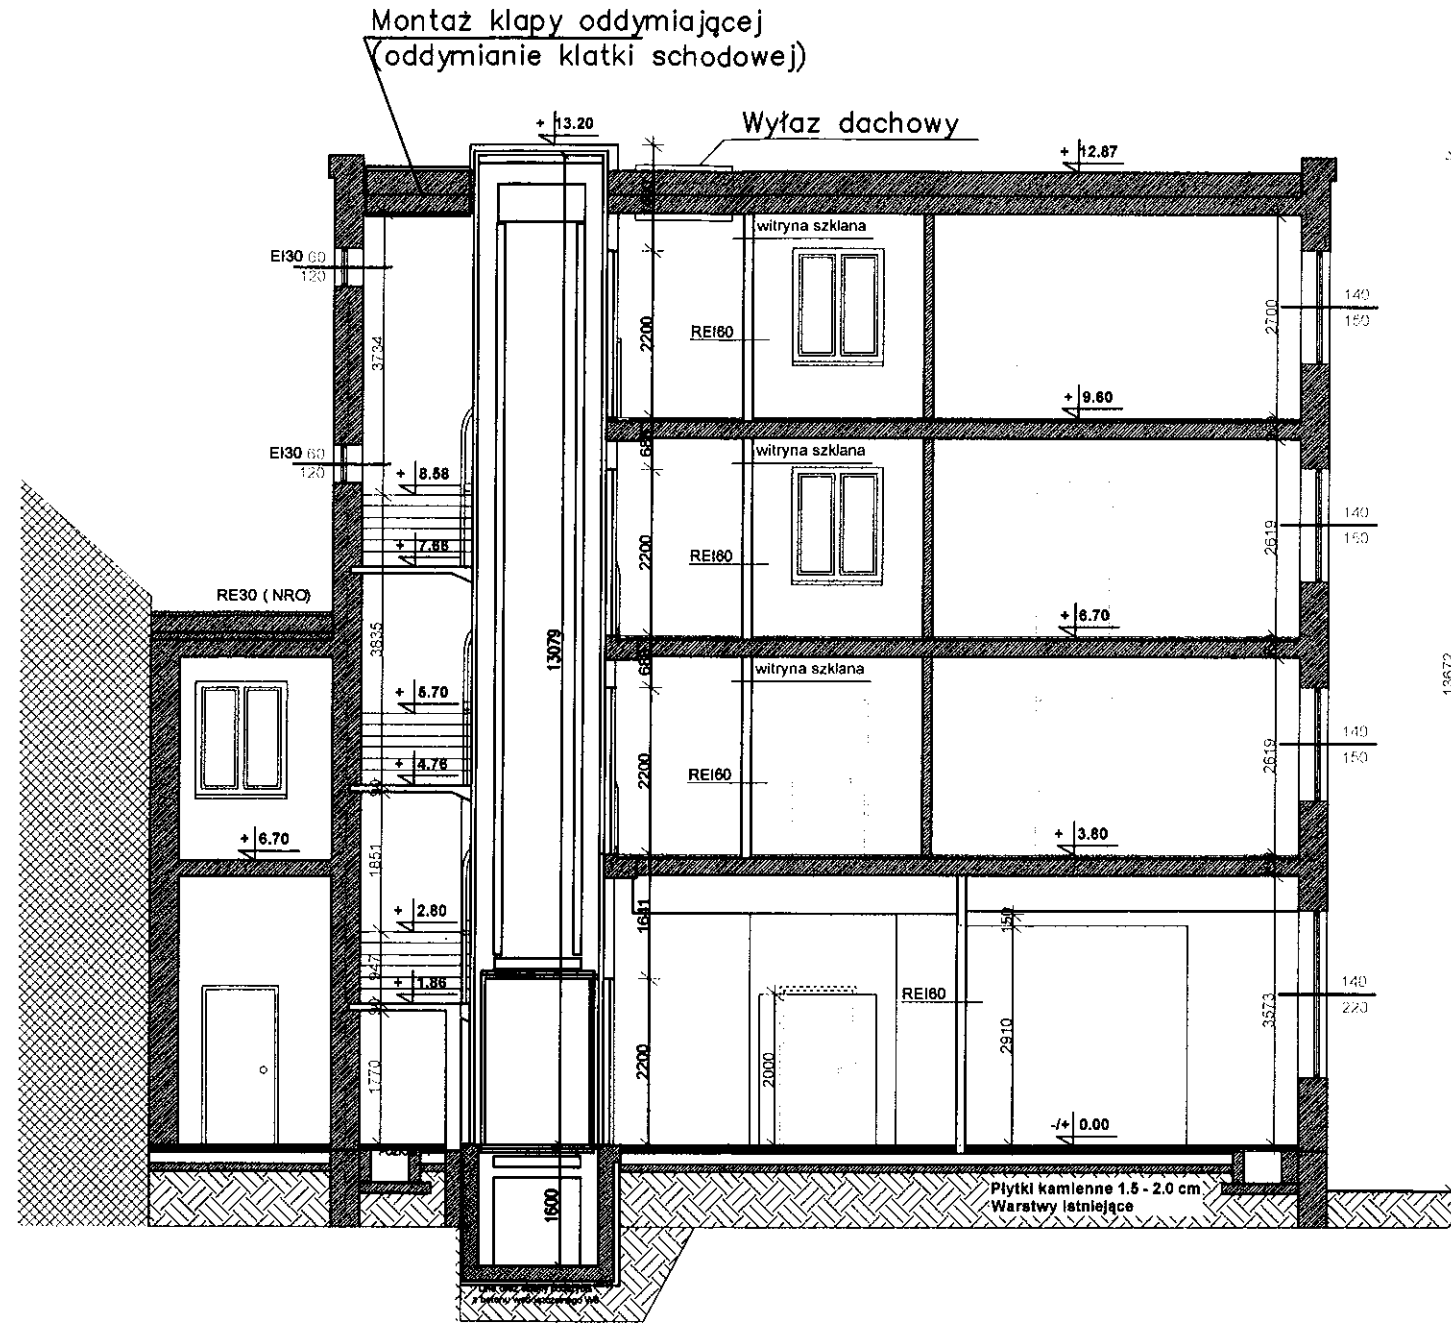 Montaż klapy oddymiającej
(oddymianie klatki schodowej)
+ 13.20
Wyłaz dachowy
+ 12.87
witryna szklana
EI30 60
120
140
150
2700
2200
REI60
3734
+ 9.60
EI30 60
120
witryna szklana
+ 8.58
140
150
2619
2200
REI60
+ 7.66
RE30 ( NRO)
+ 6.70
3835
13079
13672
witryna szklana
+ 5.70
140
150
2619
2200
REI60
+ 4.76
+ 6.70
+ 3.80
1851
+ 2.80
1641
150
947
+ 1.86
REI60
140
220
3573
2910
2000
2200
1770
-/+ 0.00
1600
Płytki kamienne 1.5 - 2.0 cm
Warstwy istniejące